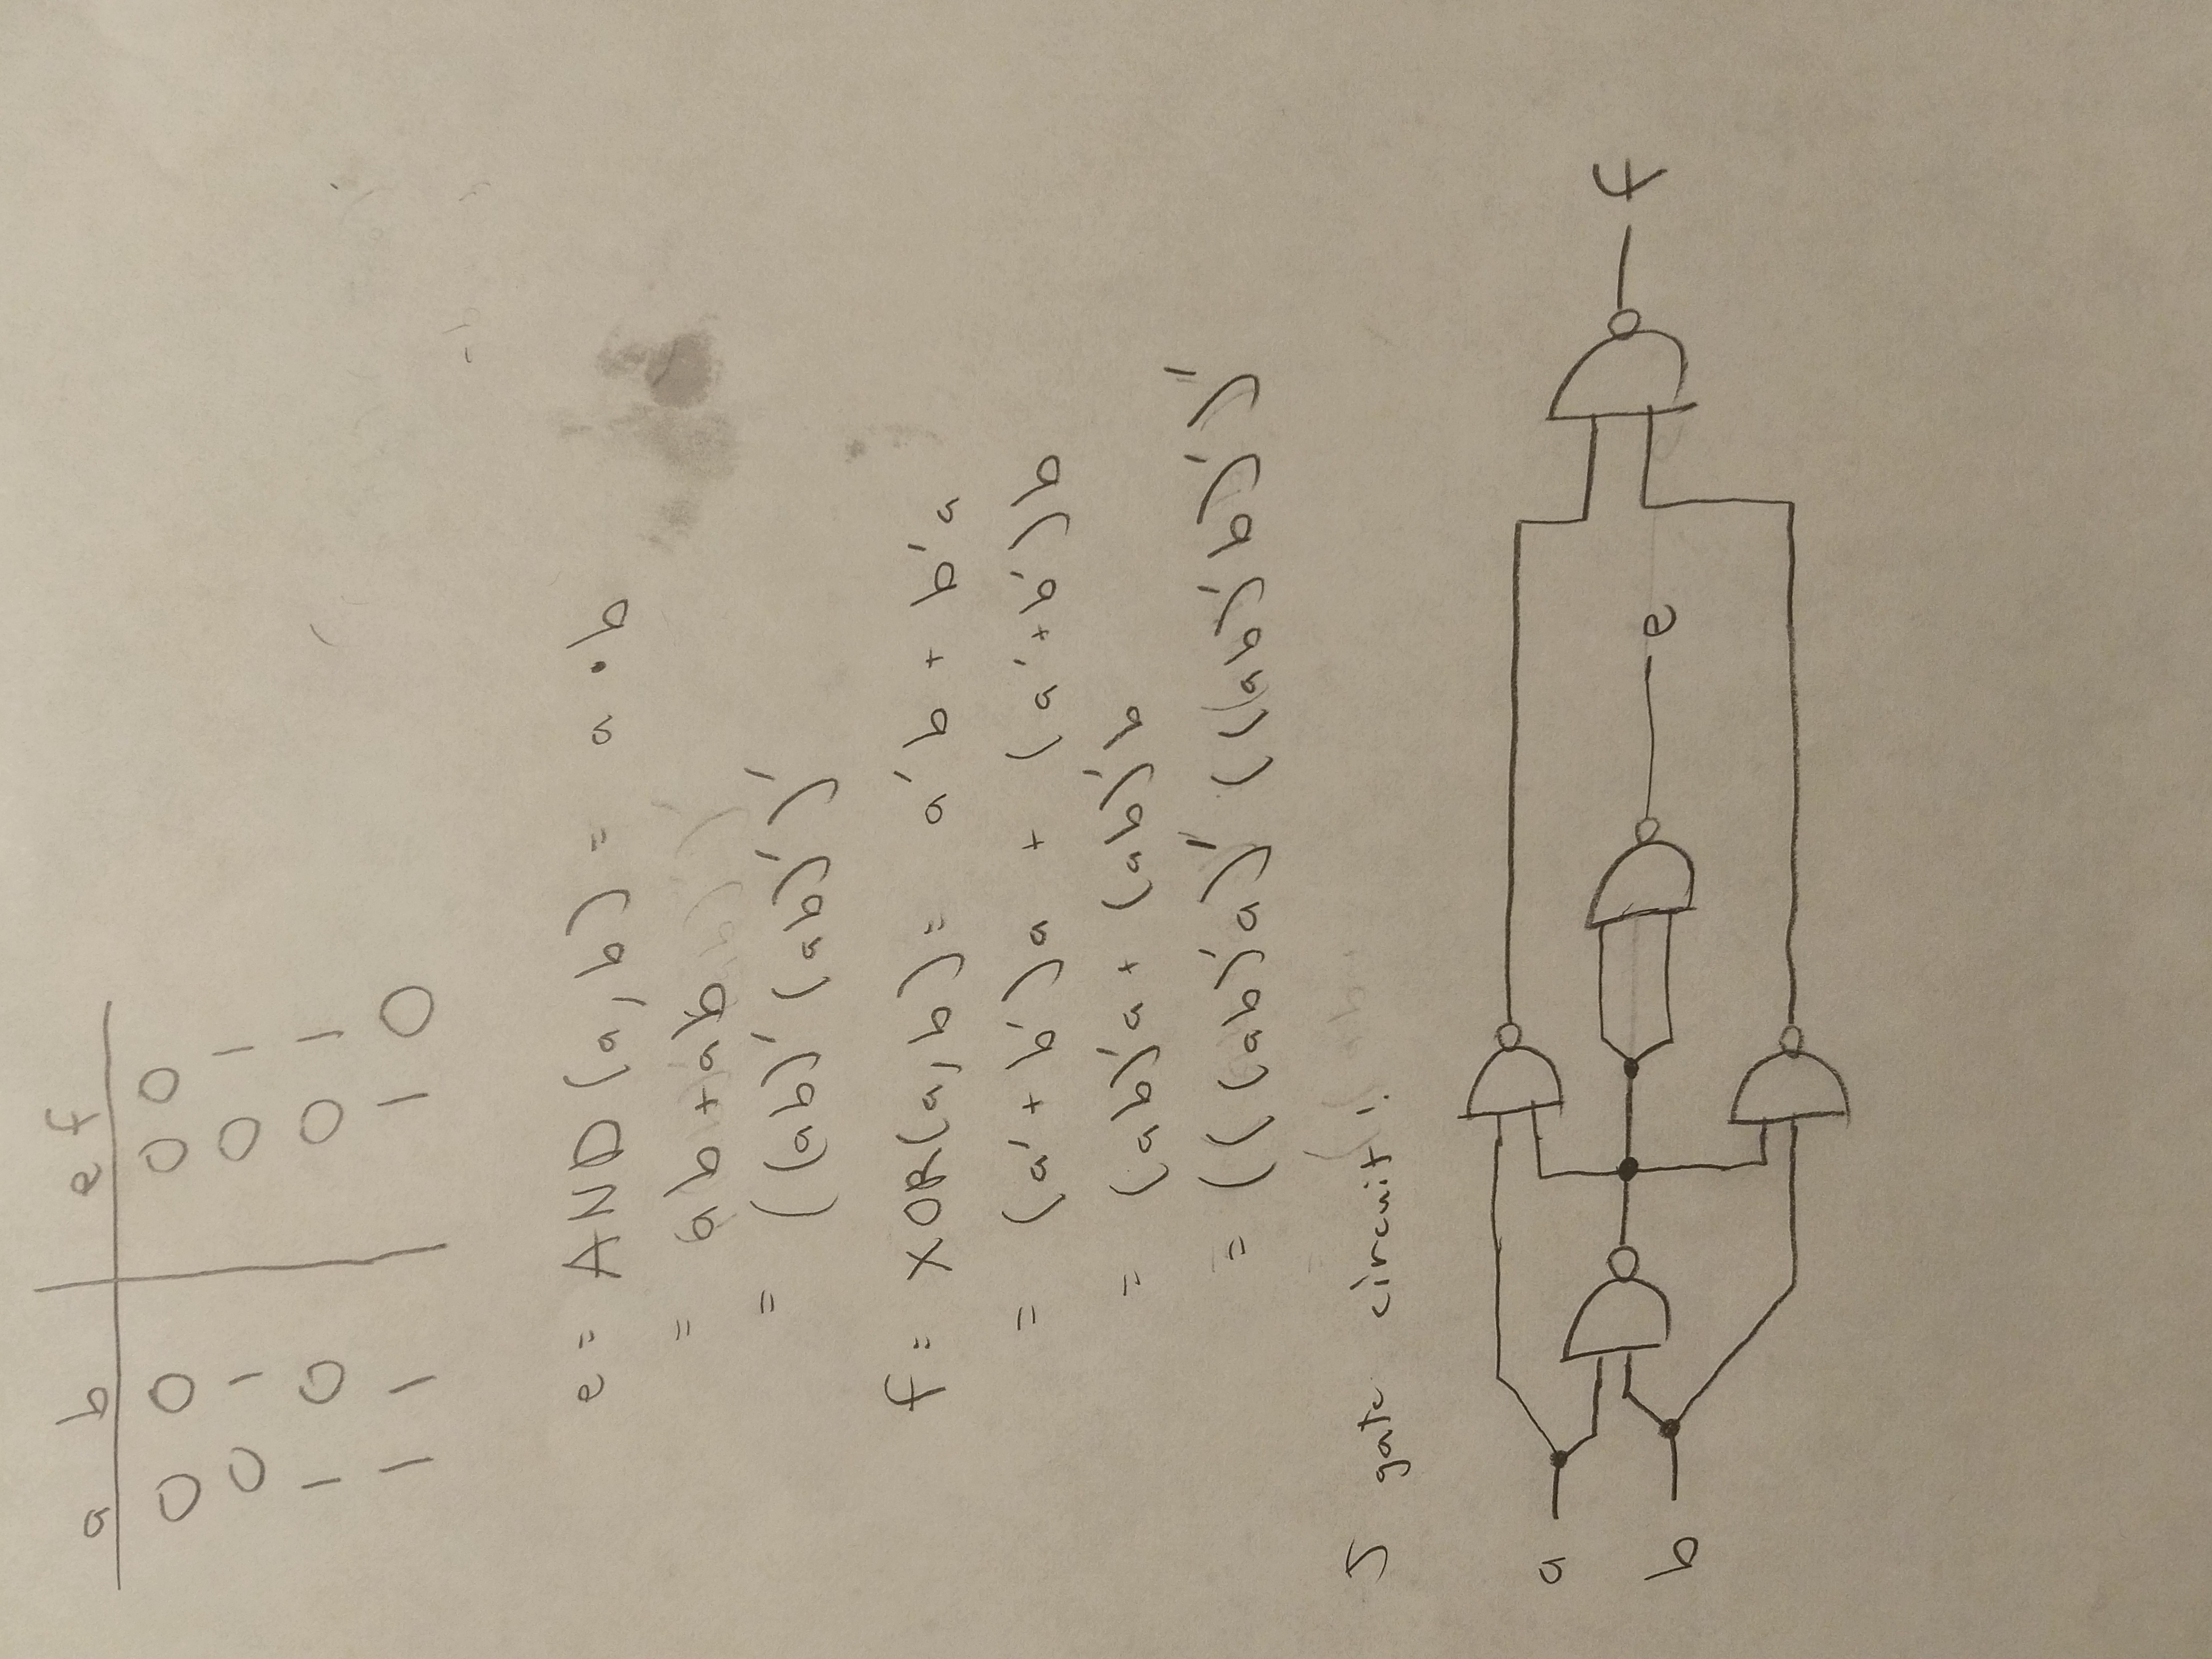 a b e f
0 0 0 0
0 1 0 1
1 0 0 1
1 1 1 0
e = AND(a, b) = a · b
= ab + ab
= ((ab)′ (ab)′)′
f = XOR(a, b) = a′b + b′a
= (a′ + b′)a + (a′ + b′)b
= (ab)′a + (ab)′b
= (((ab)′a)′ ((ab)′b)′)′
5 gate circuit!
a
b
e
f